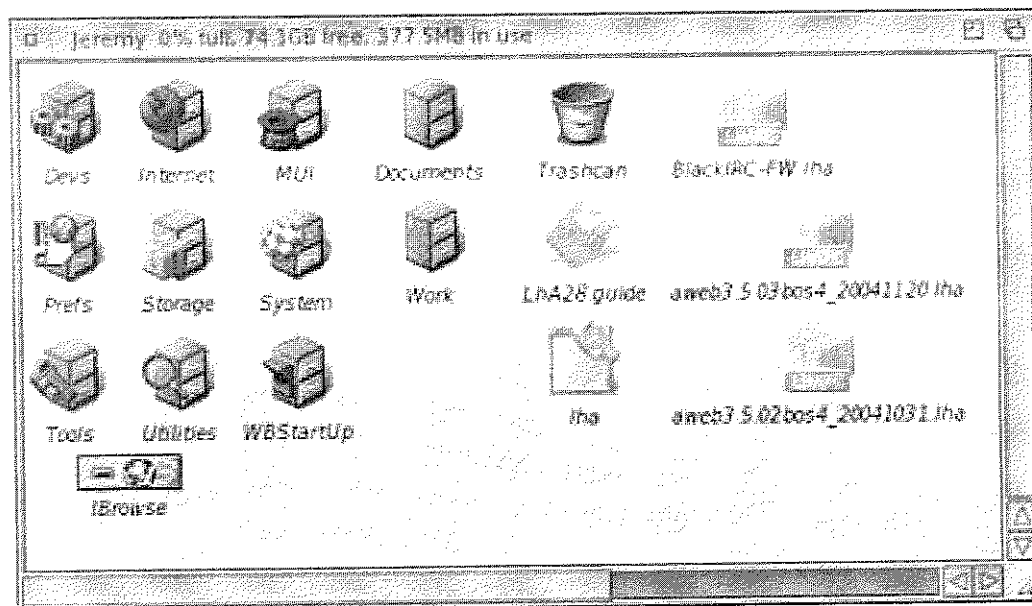 Jeremy 0% full, 74.3GB free, 377.5MB in use
Devs Internet MUI Documents Trashcan BlackIRC-FW.lha
Prefs Storage System Work LhA28.guide aweb3.5.03bos4_20041120.lha
Tools Utilities WBStartUp lha aweb3.5.02bos4_20041031.lha
IBrowse